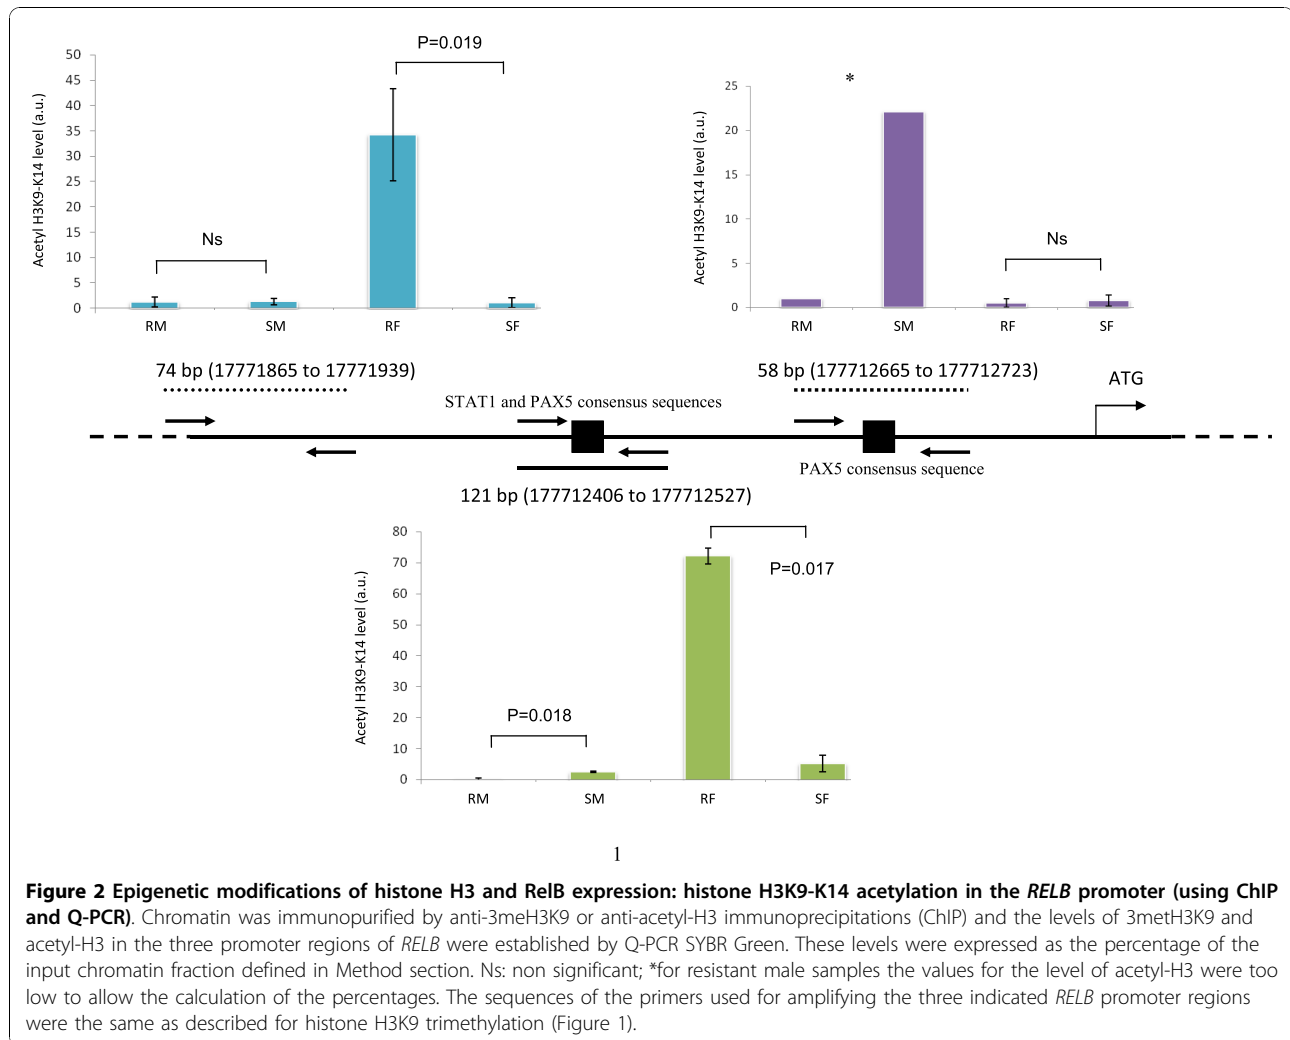 P=0.019
50
45
40
35
30
25
20
15
10
5
0
Acetyl H3K9-K14 level (a.u.)
Ns
RM SM RF SF
*
25
20
15
10
5
0
Acetyl H3K9-K14 level (a.u.)
Ns
RM SM RF SF
74 bp (17771865 to 17771939)
58 bp (177712665 to 177712723)
ATG
STAT1 and PAX5 consensus sequences
PAX5 consensus sequence
121 bp (177712406 to 177712527)
80
70
60
50
40
30
20
10
0
Acetyl H3K9-K14 level (a.u.)
P=0.018
P=0.017
RM SM RF SF
1
Figure 2 Epigenetic modifications of histone H3 and RelB expression: histone H3K9-K14 acetylation in the RELB promoter (using ChIP
and Q-PCR). Chromatin was immunopurified by anti-3meH3K9 or anti-acetyl-H3 immunoprecipitations (ChIP) and the levels of 3metH3K9 and
acetyl-H3 in the three promoter regions of RELB were established by Q-PCR SYBR Green. These levels were expressed as the percentage of the
input chromatin fraction defined in Method section. Ns: non significant; *for resistant male samples the values for the level of acetyl-H3 were too
low to allow the calculation of the percentages. The sequences of the primers used for amplifying the three indicated RELB promoter regions
were the same as described for histone H3K9 trimethylation (Figure 1).